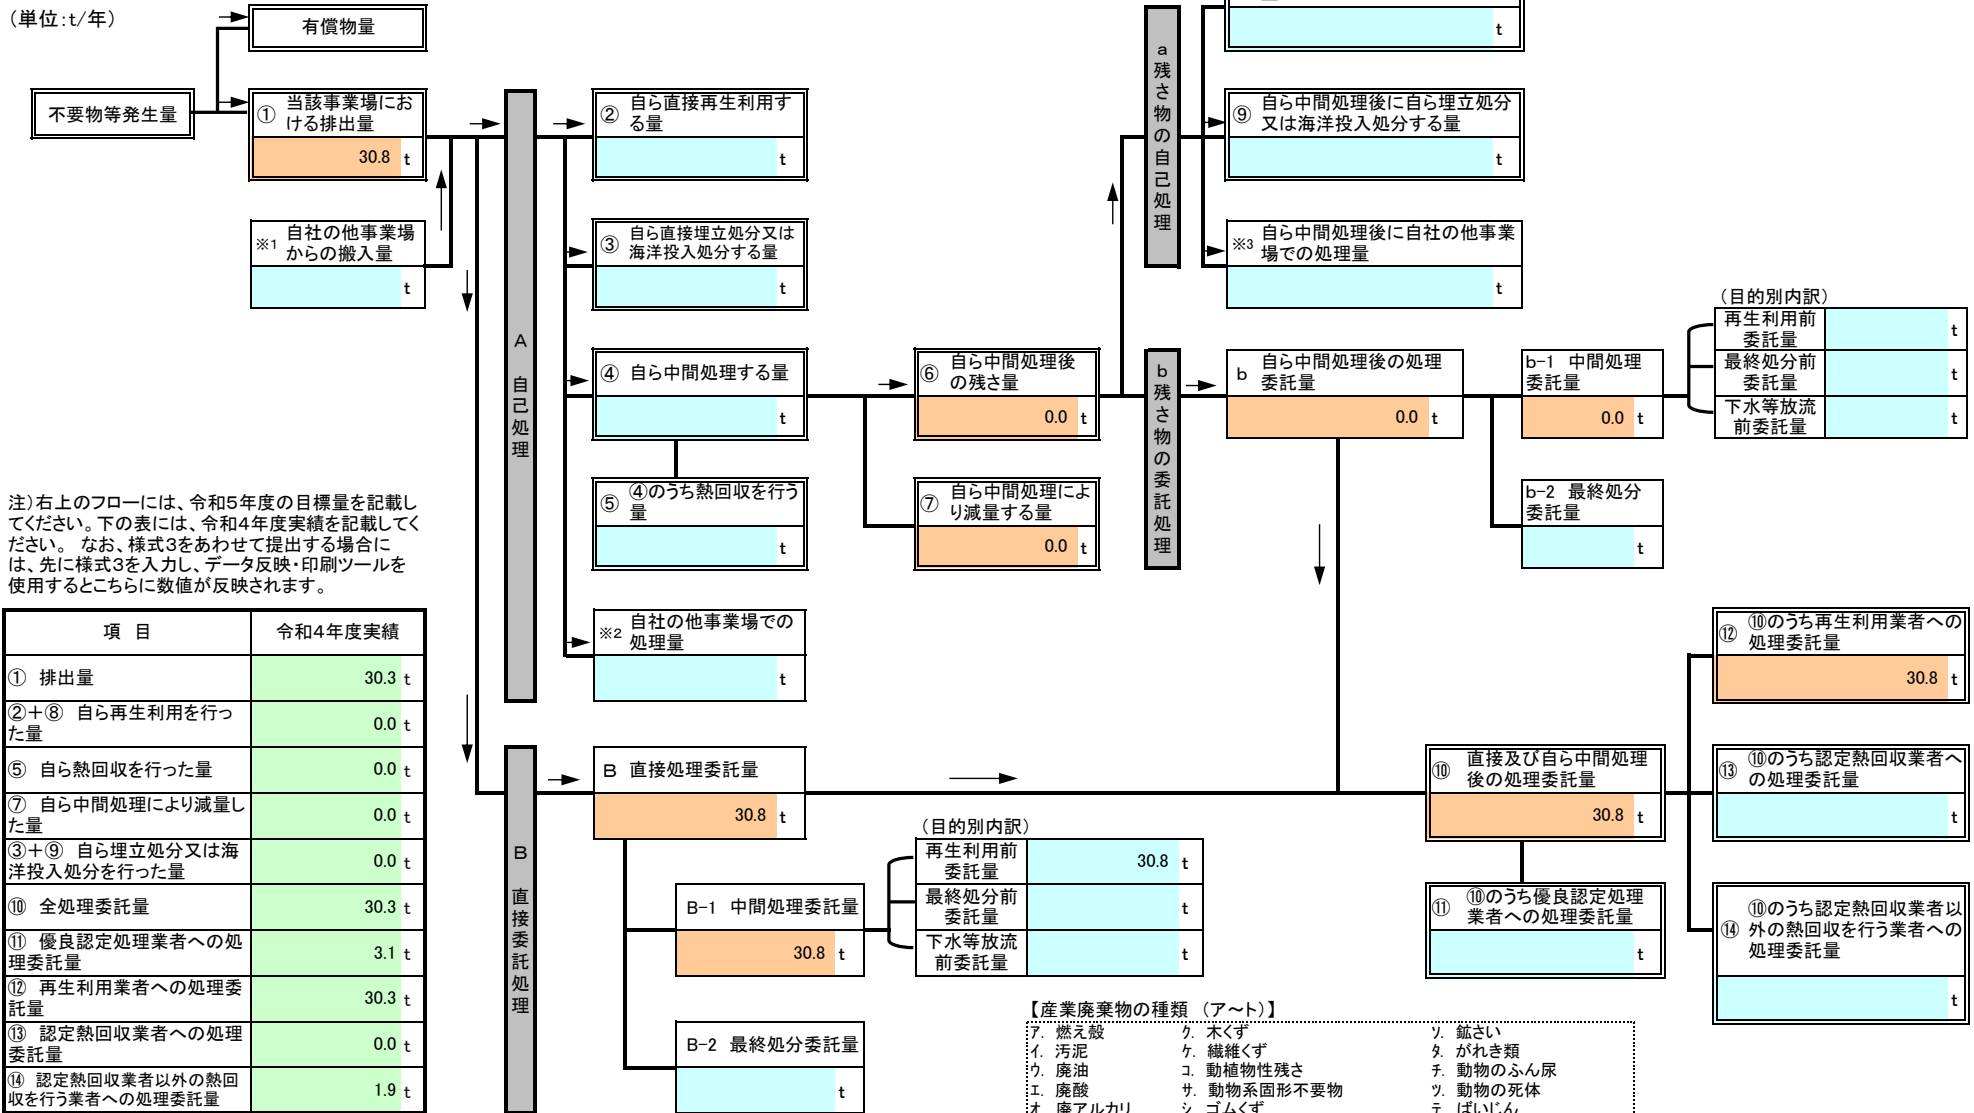 （単位:t/年）
有償物量
不要物等発生量
① 当該事業場にお
ける排出量
30.8 t
※1 自社の他事業場
からの搬入量
t
A 自己処理
② 自ら直接再生利用す
る量
t
③ 自ら直接埋立処分又は
海洋投入処分する量
t
④ 自ら中間処理する量
t
⑤ ④のうち熱回収を行う
量
t
※2 自社の他事業場での
処理量
t
⑥ 自ら中間処理後
の残さ量
0.0 t
⑦ 自ら中間処理によ
り減量する量
0.0 t
a 残さ物の自己処理
t
⑨ 自ら中間処理後に自ら埋立処分
又は海洋投入処分する量
t
※3 自ら中間処理後に自社の他事業
場での処理量
t
b 残さ物の委託処理
b 自ら中間処理後の処理
委託量
0.0 t
b-1 中間処理
委託量
0.0 t
（目的別内訳）
再生利用前
委託量 t
最終処分前
委託量 t
下水等放流
前委託量 t
b-2 最終処分
委託量
t
注）右上のフローには、令和5年度の目標量を記載し
てください。下の表には、令和4年度実績を記載してく
ださい。 なお、様式3をあわせて提出する場合に
は、先に様式3を入力し、データ反映・印刷ツールを
使用するとこちらに数値が反映されます。
項 目 令和4年度実績
① 排出量 30.3 t
②＋⑧ 自ら再生利用を行っ
た量 0.0 t
⑤ 自ら熱回収を行った量 0.0 t
⑦ 自ら中間処理により減量し
た量 0.0 t
③＋⑨ 自ら埋立処分又は海
洋投入処分を行った量 0.0 t
⑩ 全処理委託量 30.3 t
⑪ 優良認定処理業者への処
理委託量 3.1 t
⑫ 再生利用業者への処理委
託量 30.3 t
⑬ 認定熱回収業者への処理
委託量 0.0 t
⑭ 認定熱回収業者以外の熱回
収を行う業者への処理委託量 1.9 t
B 直接委託処理
B 直接処理委託量
30.8 t
B-1 中間処理委託量
30.8 t
（目的別内訳）
再生利用前
委託量 30.8 t
最終処分前
委託量 t
下水等放流
前委託量 t
B-2 最終処分委託量
t
⑩ 直接及び自ら中間処理
後の処理委託量
30.8 t
⑪ ⑩のうち優良認定処理
業者への処理委託量
t
⑫ ⑩のうち再生利用業者への
処理委託量
30.8 t
⑬ ⑩のうち認定熱回収業者へ
の処理委託量
t
⑭ ⑩のうち認定熱回収業者以
外の熱回収を行う業者への
処理委託量
t
【産業廃棄物の種類 （ア～ト）】
ア. 燃え殻 ク. 木くず ソ. 鉱さい
イ. 汚泥 ケ. 繊維くず タ. がれき類
ウ. 廃油 コ. 動植物性残さ チ. 動物のふん尿
エ. 廃酸 サ. 動物系固形不要物 ツ. 動物の死体
オ. 廃アルカリ シ. ゴムくず テ. ばいじん